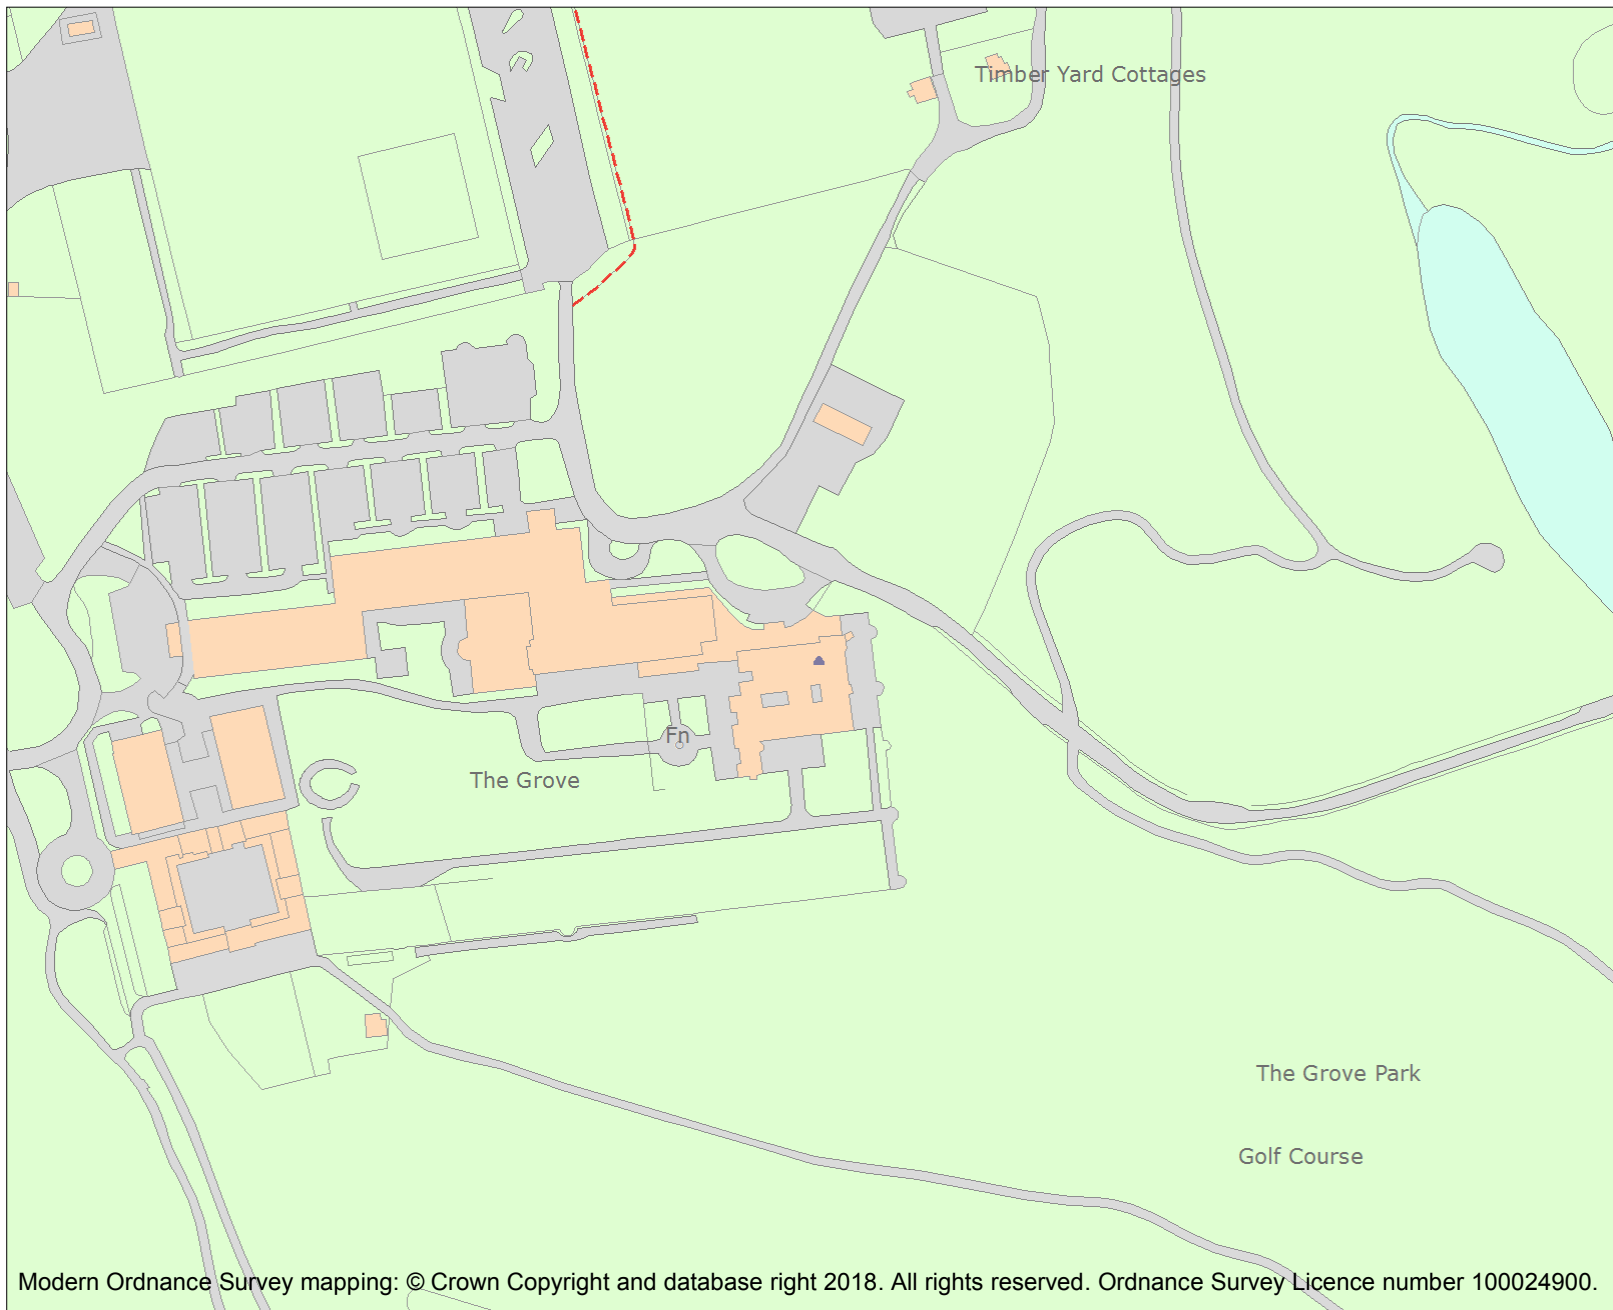 Timber Yard Cottages
Fn
The Grove
The Grove Park
Golf Course
Modern Ordnance Survey mapping: © Crown Copyright and database right 2018. All rights reserved. Ordnance Survey Licence number 100024900.